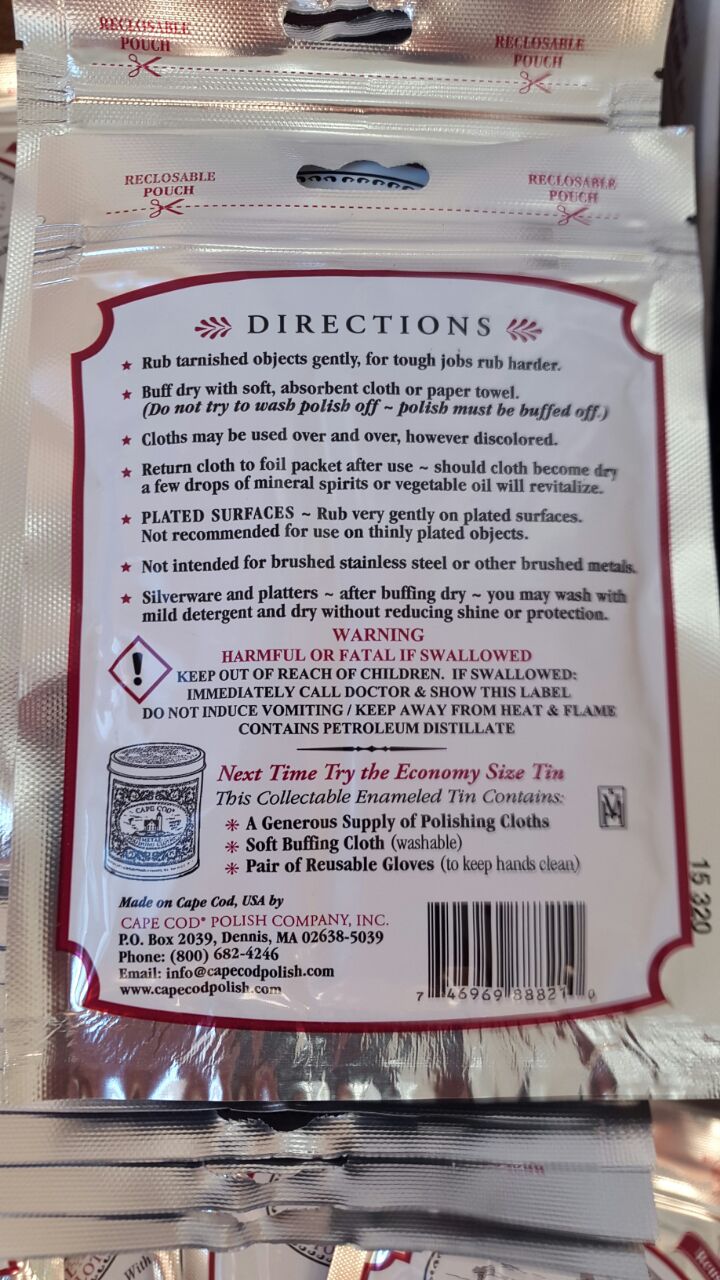 RECLOSABLE
POUCH
RECLOSABLE
POUCH
RECLOSABLE
POUCH
RECLOSABLE
POUCH
DIRECTIONS
★ Rub tarnished objects gently, for tough jobs rub harder.
★ Buff dry with soft, absorbent cloth or paper towel.
(Do not try to wash polish off ~ polish must be buffed off.)
★ Cloths may be used over and over, however discolored.
★ Return cloth to foil packet after use ~ should cloth become dry
a few drops of mineral spirits or vegetable oil will revitalize.
★ PLATED SURFACES ~ Rub very gently on plated surfaces.
Not recommended for use on thinly plated objects.
★ Not intended for brushed stainless steel or other brushed metals.
★ Silverware and platters ~ after buffing dry ~ you may wash with
mild detergent and dry without reducing shine or protection.
WARNING
HARMFUL OR FATAL IF SWALLOWED
KEEP OUT OF REACH OF CHILDREN. IF SWALLOWED:
IMMEDIATELY CALL DOCTOR & SHOW THIS LABEL
DO NOT INDUCE VOMITING / KEEP AWAY FROM HEAT & FLAME
CONTAINS PETROLEUM DISTILLATE
Next Time Try the Economy Size Tin
This Collectable Enameled Tin Contains:
A Generous Supply of Polishing Cloths
Soft Buffing Cloth (washable)
Pair of Reusable Gloves (to keep hands clean)
CAPE COD®
METAL
POLISHING CLOTHS
Made on Cape Cod, USA by
CAPE COD® POLISH COMPANY, INC.
P.O. Box 2039, Dennis, MA 02638-5039
Phone: (800) 682-4246
Email: info@capecodpolish.com
www.capecodpolish.com
7 46969 88821 0
15 320
With